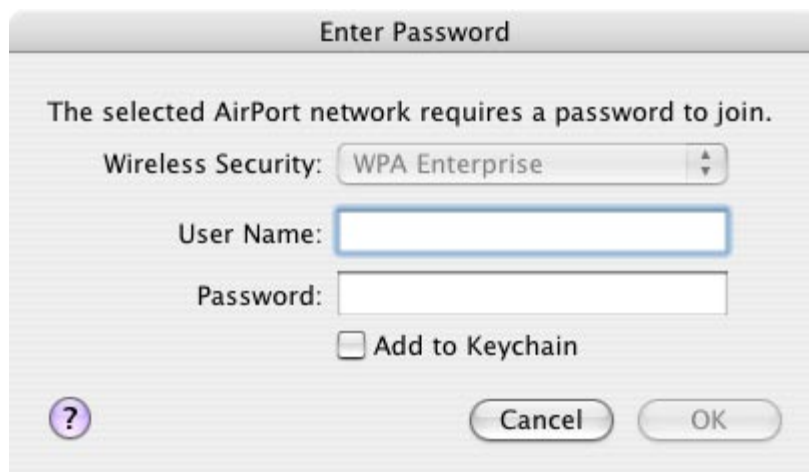 Enter Password
The selected AirPort network requires a password to join.
Wireless Security: WPA Enterprise
User Name:
Password:
Add to Keychain
? Cancel OK